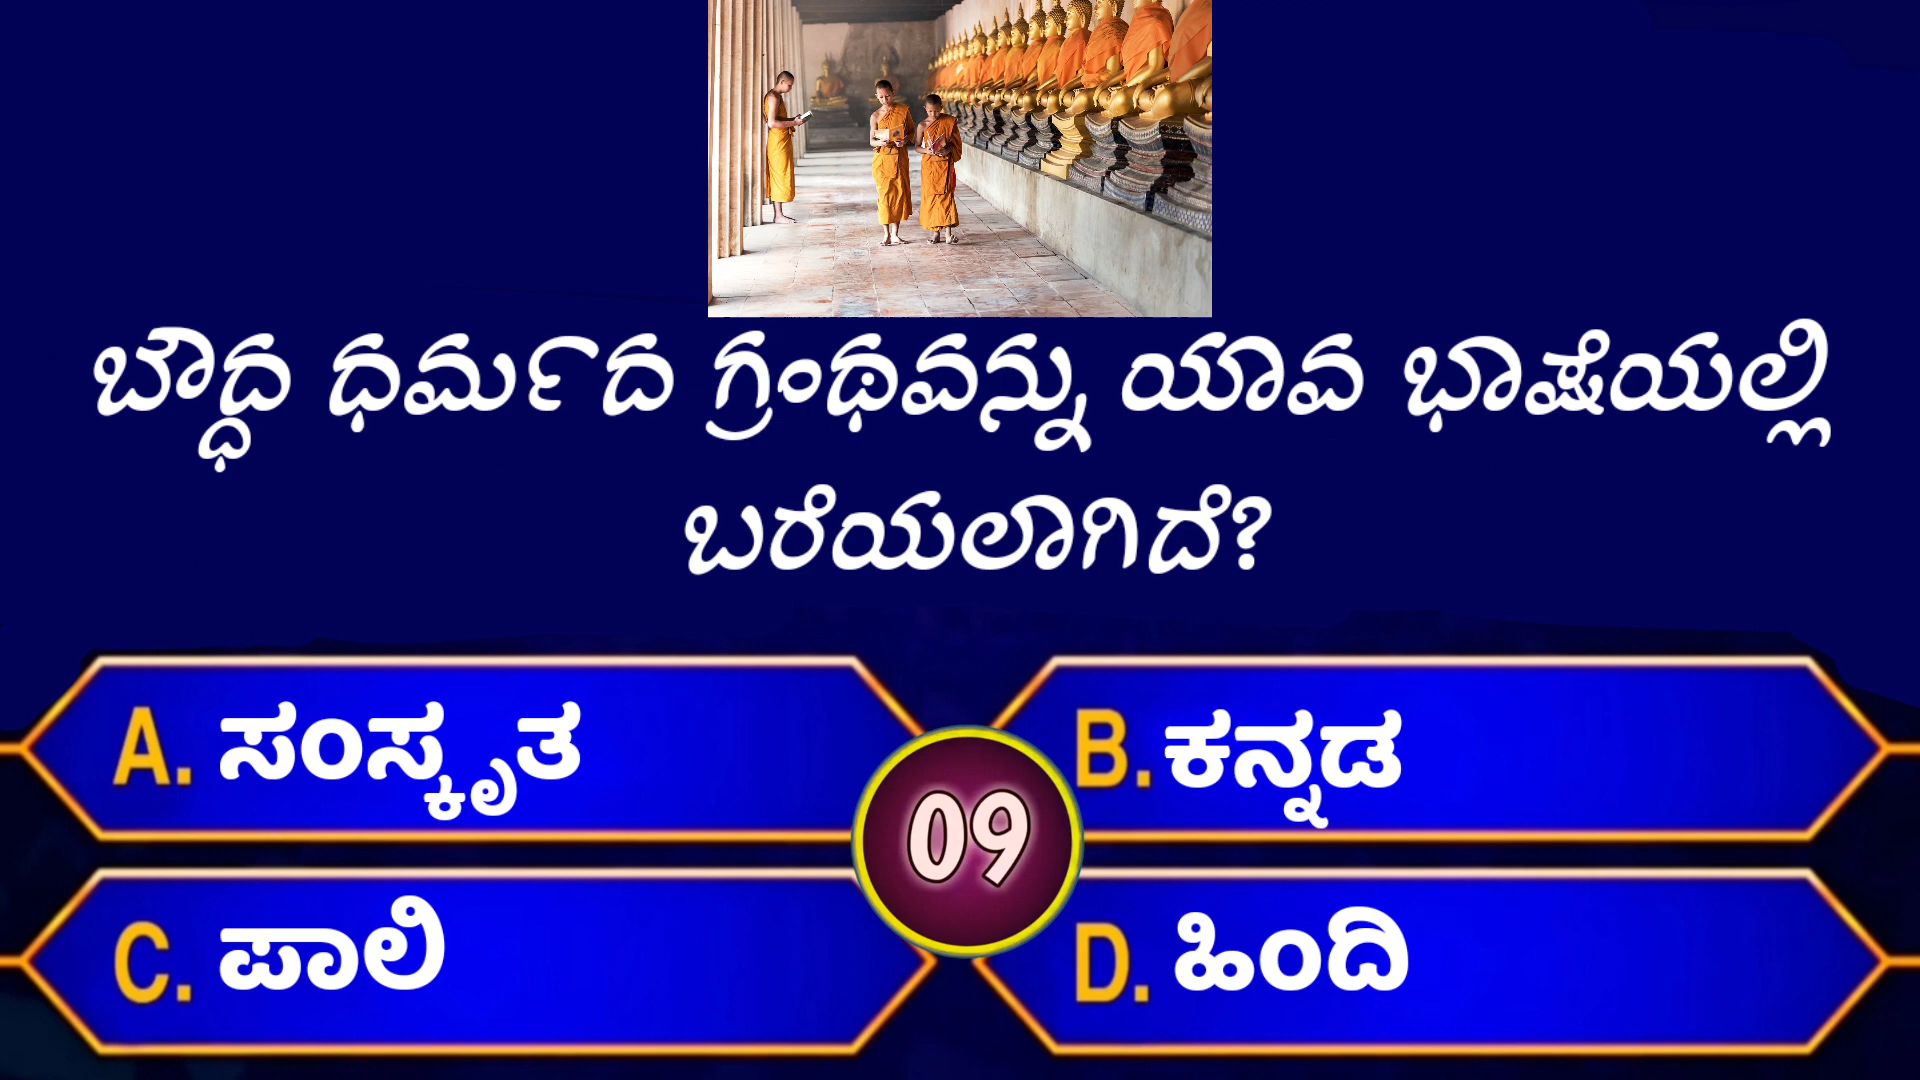 ಬೌದ್ಧ ಧರ್ಮದ ಗ್ರಂಥವನ್ನು ಯಾವ ಭಾಷೆಯಲ್ಲಿ
ಬರೆಯಲಾಗಿದೆ?
A. ಸಂಸ್ಕೃತ
B. ಕನ್ನಡ
09
C. ಪಾಲಿ
D. ಹಿಂದಿ